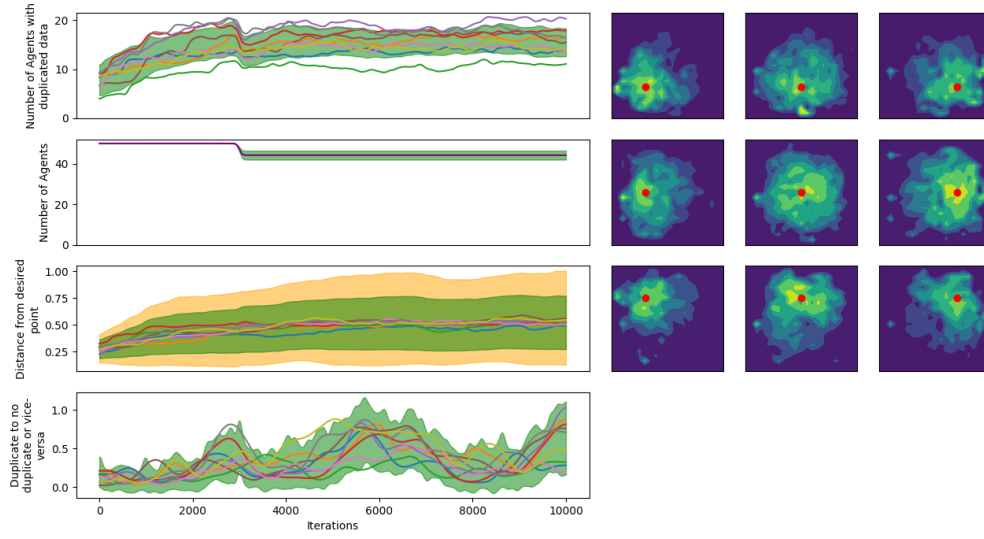 Number of Agents with
duplicated data
20
10
0
Number of Agents
40
20
0
Distance from desired
point
1.00
0.75
0.50
0.25
Duplicate to no
duplicate or vice-
versa
1.0
0.5
0.0
0
2000
4000
6000
8000
10000
Iterations